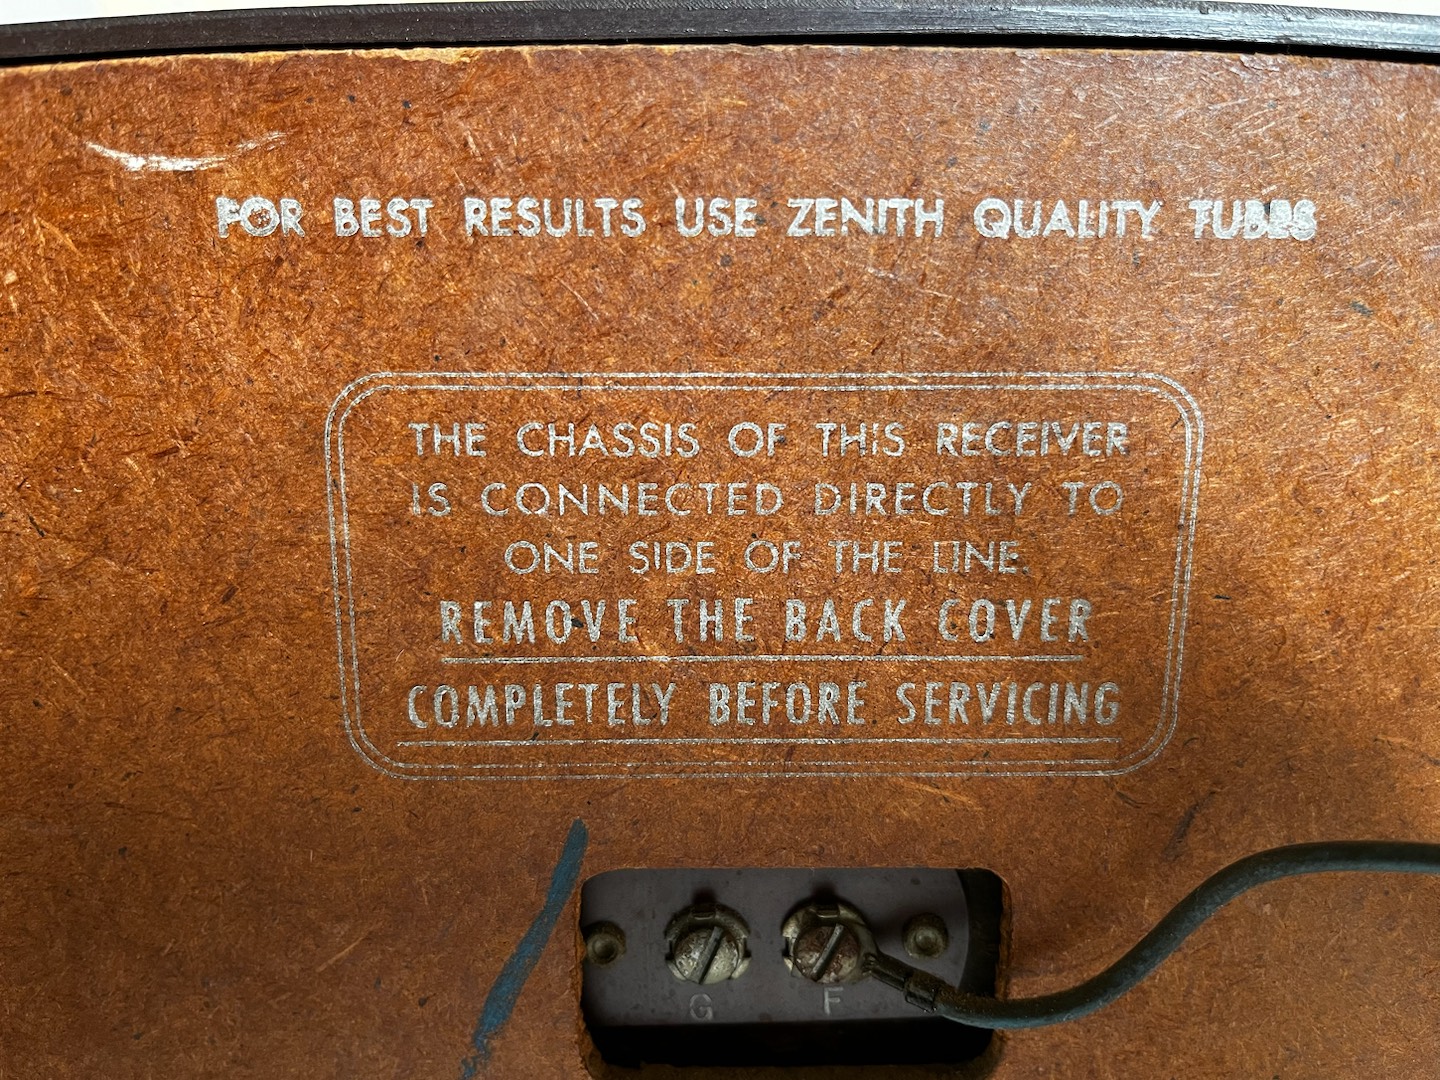 FOR BEST RESULTS USE ZENITH QUALITY TUBES
THE CHASSIS OF THIS RECEIVER
IS CONNECTED DIRECTLY TO
ONE SIDE OF THE LINE.
REMOVE THE BACK COVER
COMPLETELY BEFORE SERVICING
G F